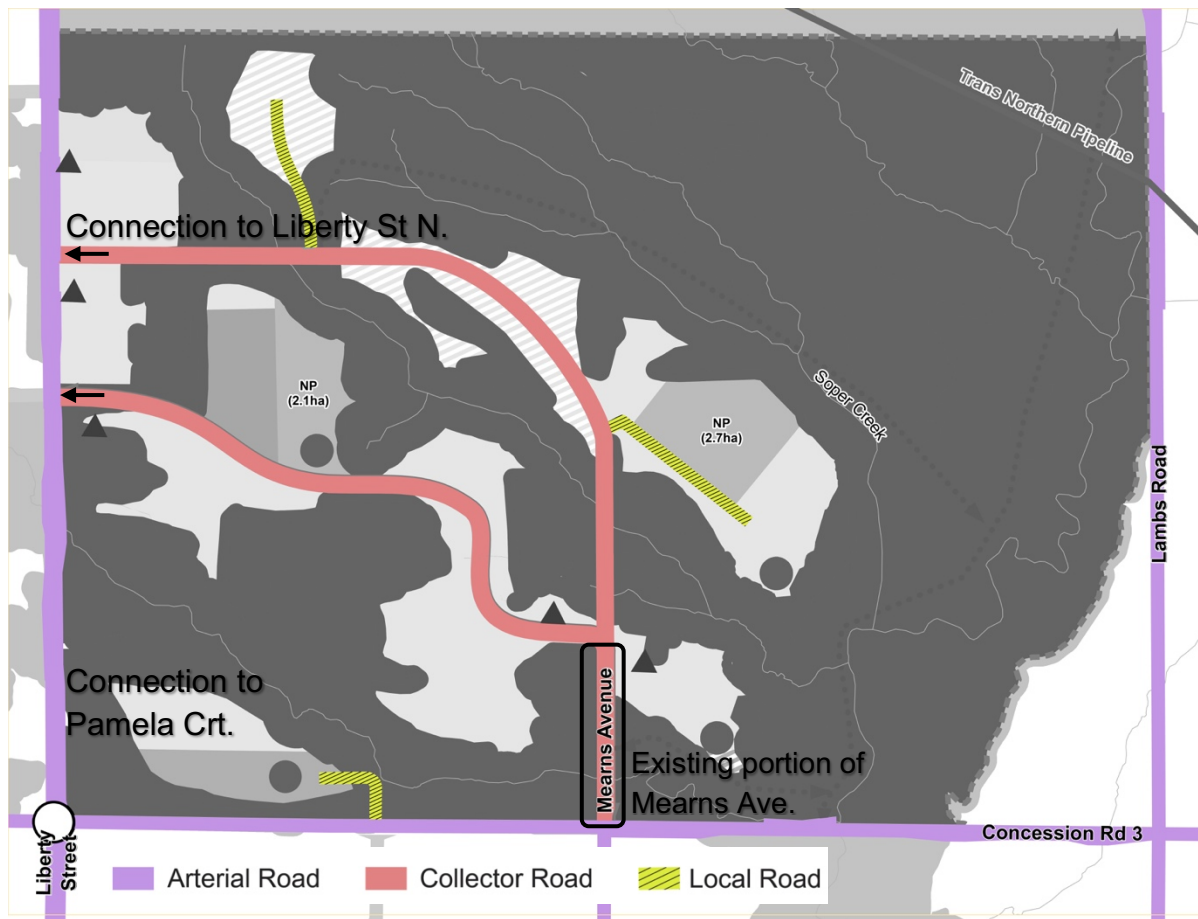 Trans Northern Pipeline
Connection to Liberty St N.
NP
(2.1ha)
NP
(2.7ha)
Soper Creek
Lambs Road
Connection to
Pamela Crt.
Mearns Avenue
Existing portion of
Mearns Ave.
Concession Rd 3
Liberty
Street
Arterial Road
Collector Road
Local Road